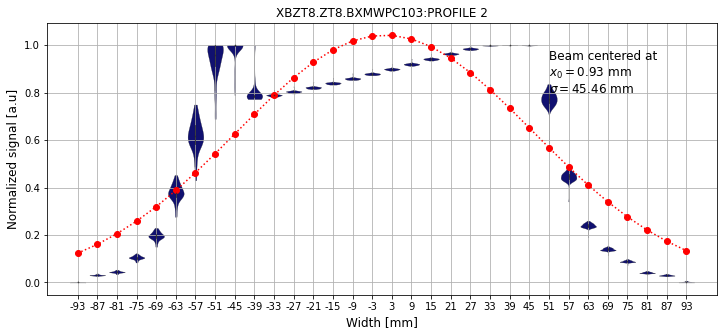 XBZT8.ZT8.BXMWPC103:PROFILE 2
Normalized signal [a.u]
1.0
0.8
0.6
0.4
0.2
0.0
Beam centered at
x₀ = 0.93 mm
σ = 45.46 mm
-93 -87 -81 -75 -69 -63 -57 -51 -45 -39 -33 -27 -21 -15 -9 -3 3 9 15 21 27 33 39 45 51 57 63 69 75 81 87 93
Width [mm]